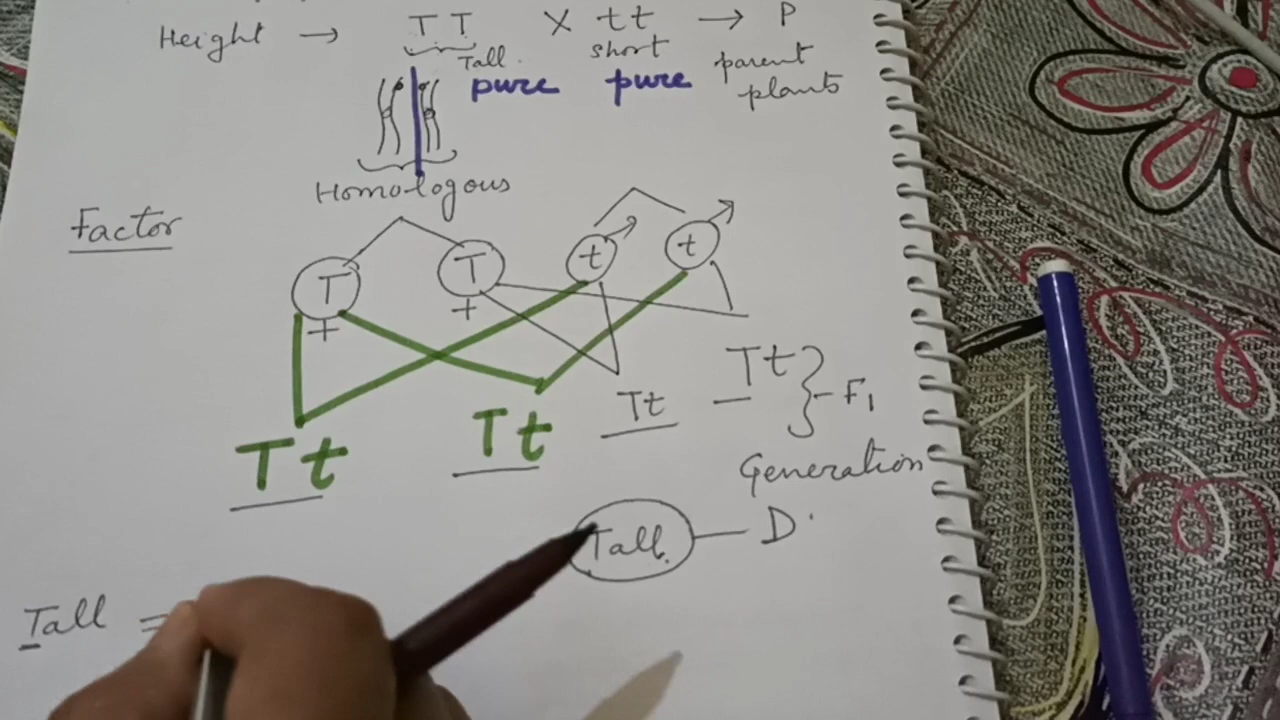 Height → TT X tt → P
Tall short parent
pure pure plants
Homologous
Factor
T T t t
+ +
Tt Tt Tt Tt } - F1
Generation
Tall. — D.
Tall =